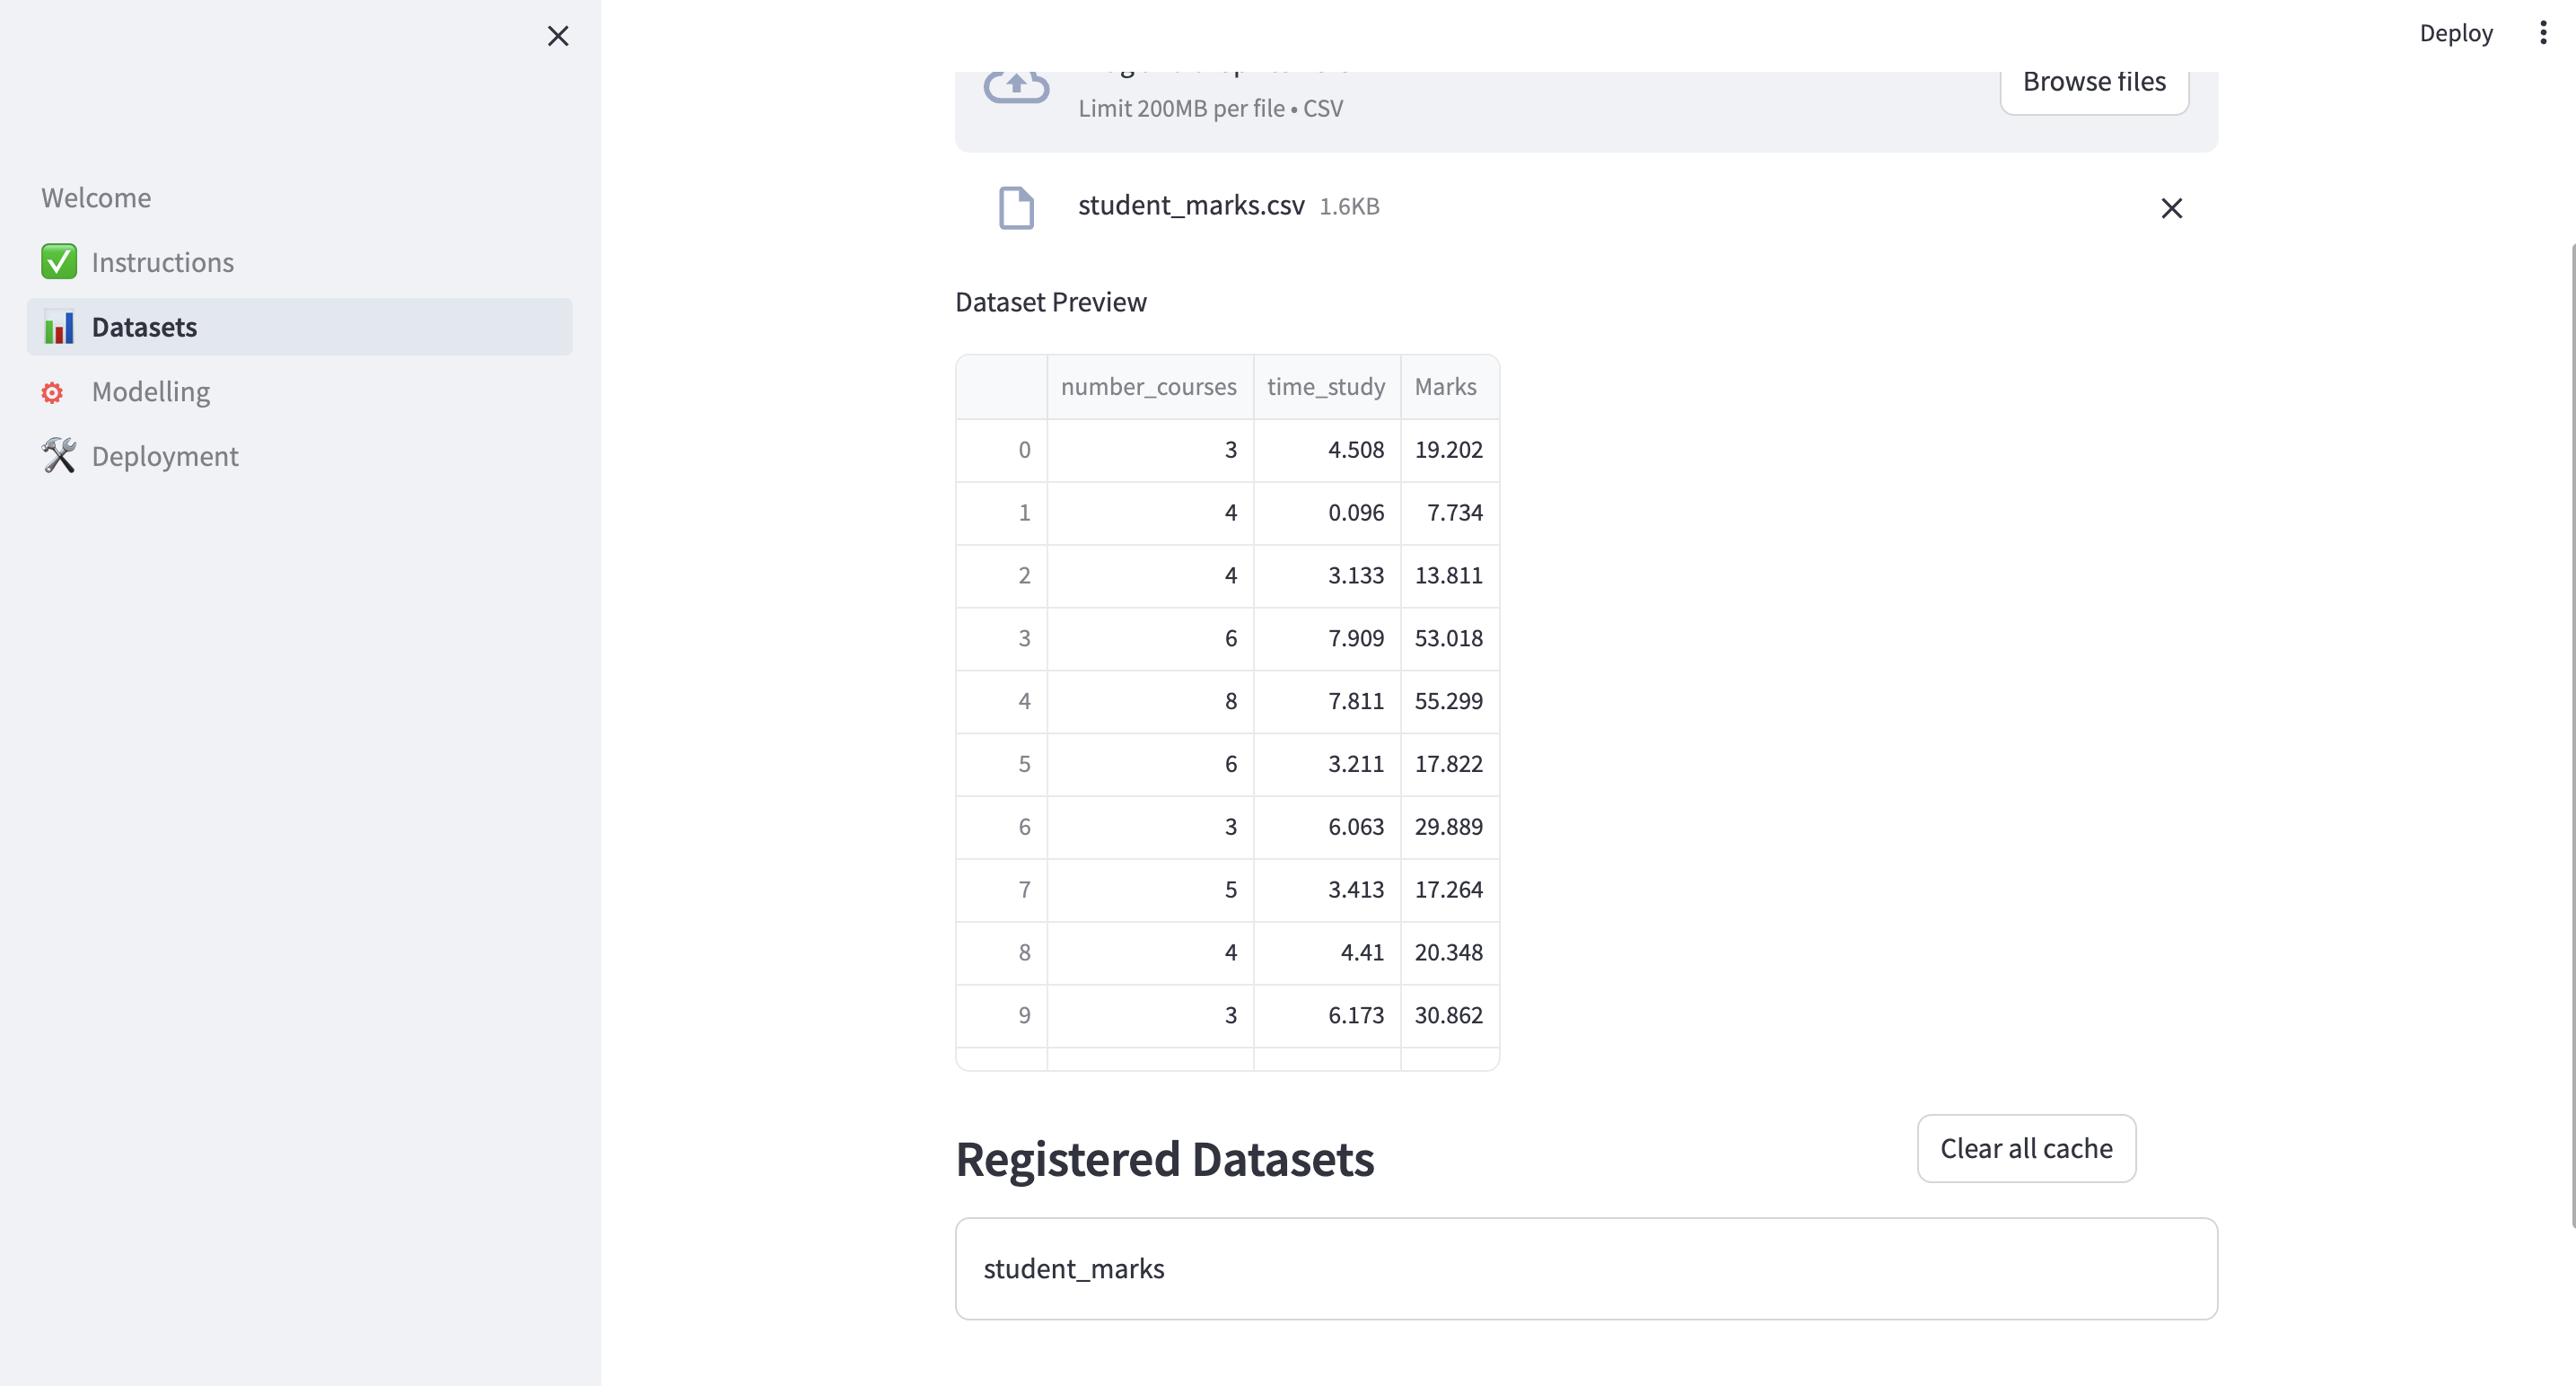 Deploy
Welcome
Instructions
Datasets
Modelling
Deployment
Browse files
Limit 200MB per file • CSV
student_marks.csv 1.6KB
Dataset Preview
number_courses time_study Marks
0 3 4.508 19.202
1 4 0.096 7.734
2 4 3.133 13.811
3 6 7.909 53.018
4 8 7.811 55.299
5 6 3.211 17.822
6 3 6.063 29.889
7 5 3.413 17.264
8 4 4.41 20.348
9 3 6.173 30.862
Registered Datasets
Clear all cache
student_marks